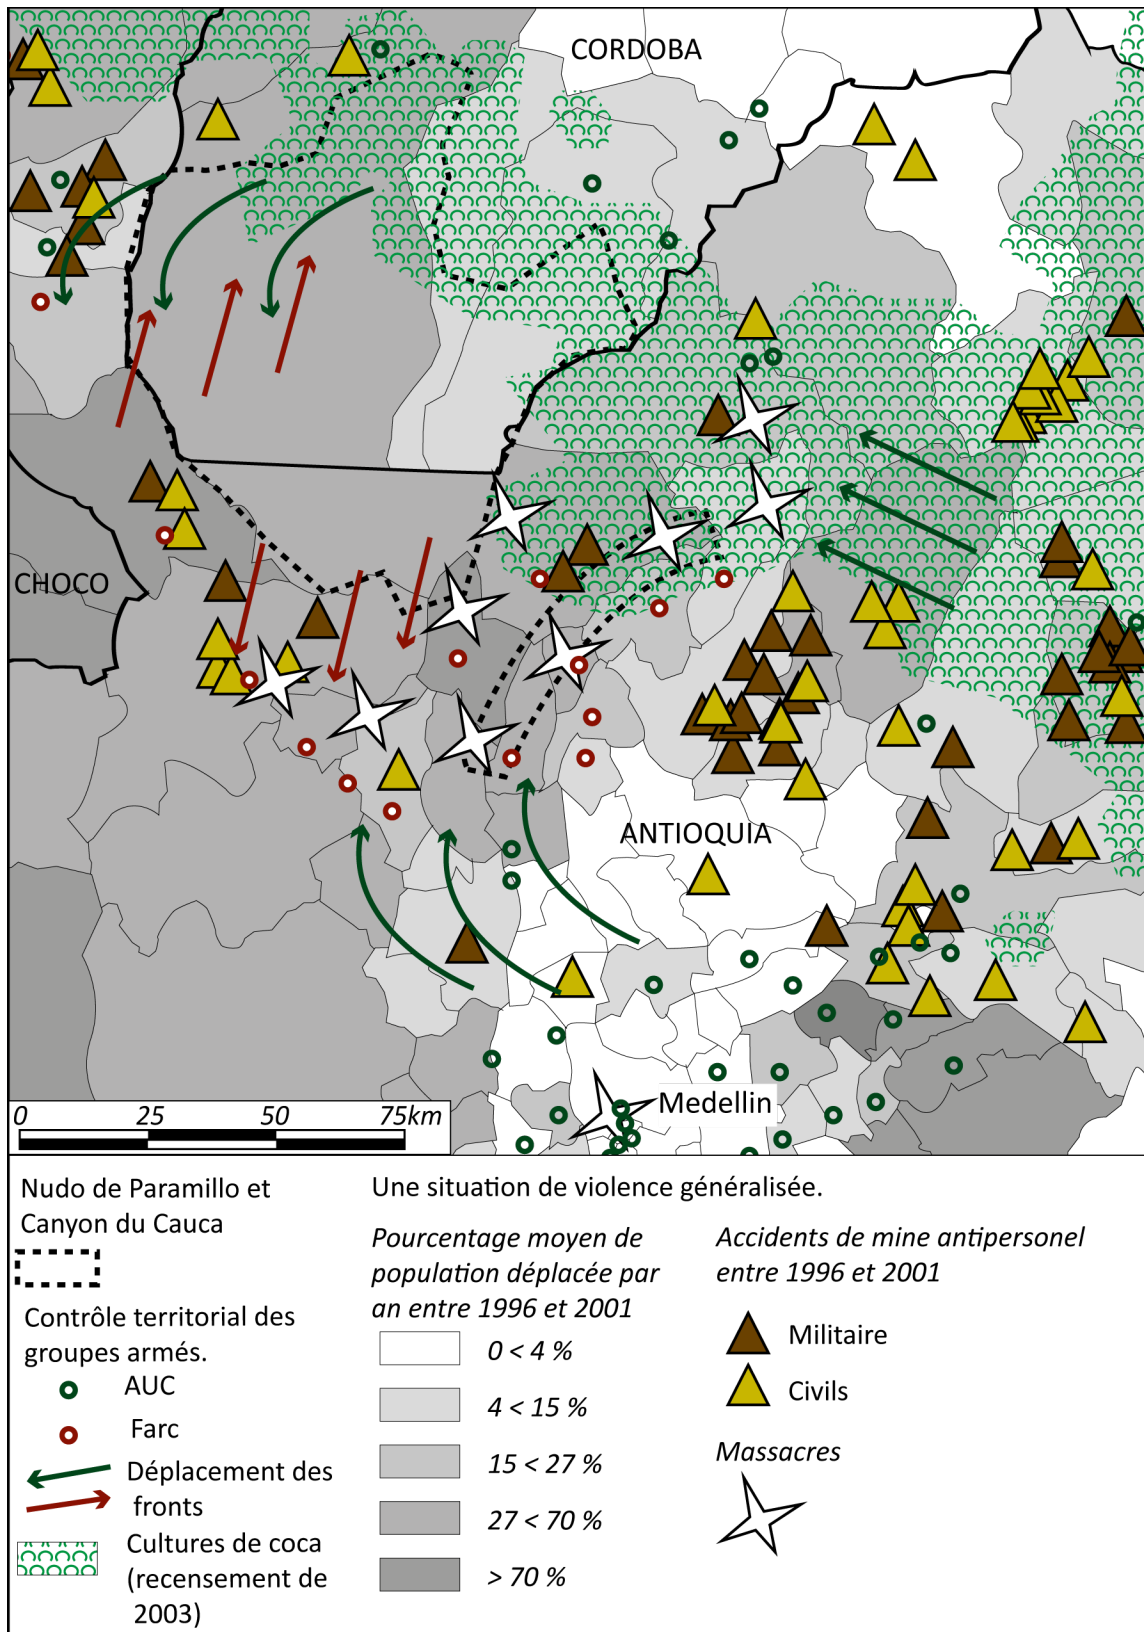 CORDOBA
CHOCO
ANTIOQUIA
Medellin
0 25 50 75km
Nudo de Paramillo et
Canyon du Cauca
Contrôle territorial des
groupes armés.
AUC
Farc
Déplacement des
fronts
Cultures de coca
(recensement de
2003)
Une situation de violence généralisée.
Pourcentage moyen de
population déplacée par
an entre 1996 et 2001
0 < 4 %
4 < 15 %
15 < 27 %
27 < 70 %
> 70 %
Accidents de mine antipersonel
entre 1996 et 2001
Militaire
Civils
Massacres